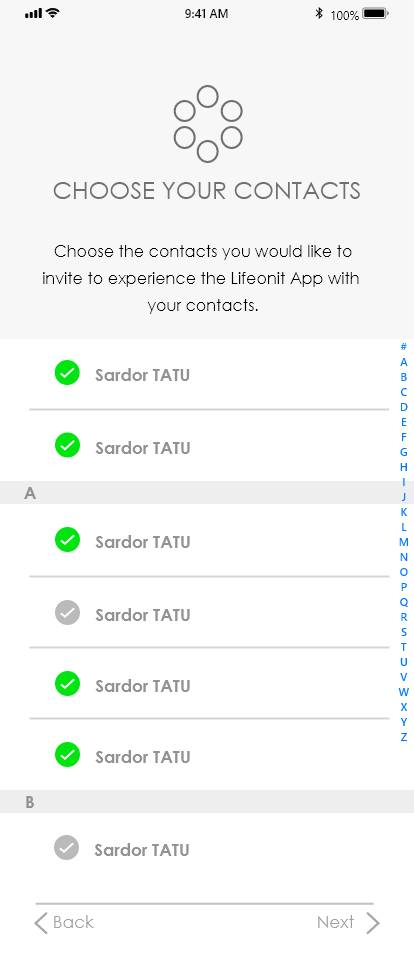 9:41 AM 100%
CHOOSE YOUR CONTACTS
Choose the contacts you would like to
invite to experience the Lifeonit App with
your contacts.
Sardor TATU
Sardor TATU
A
Sardor TATU
Sardor TATU
Sardor TATU
Sardor TATU
B
Sardor TATU
#
A
B
C
D
E
F
G
H
I
J
K
L
M
N
O
P
Q
R
S
T
U
V
W
X
Y
Z
Back Next